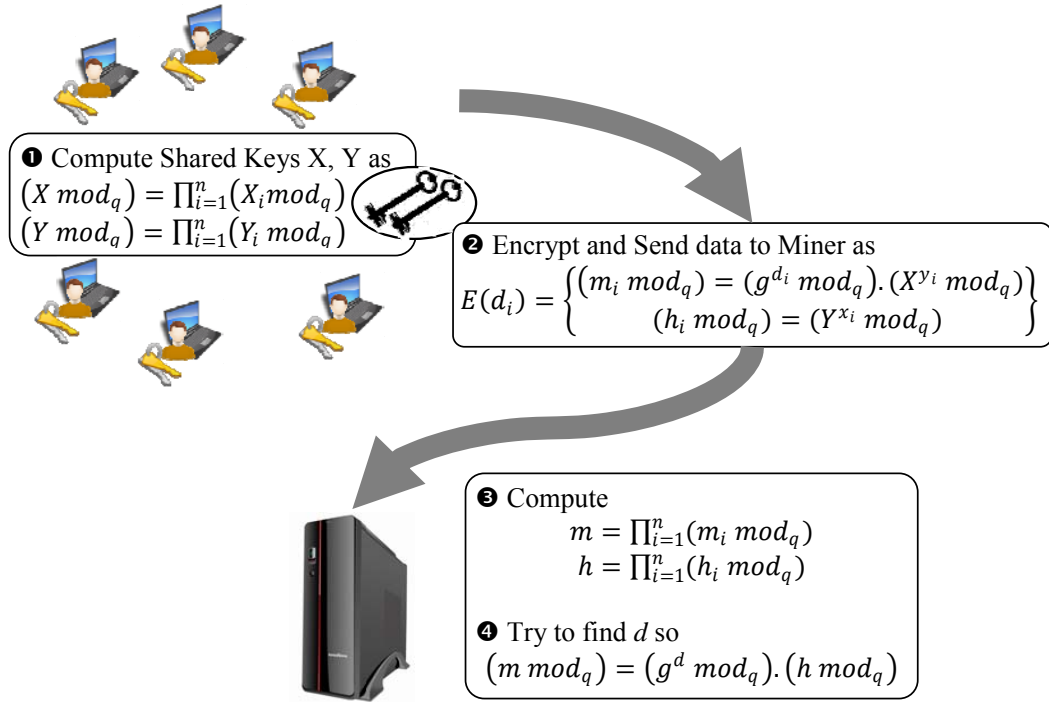 ❶ Compute Shared Keys X, Y as
(X mod_q) = ∏_{i=1}^{n}(X_i mod_q)
(Y mod_q) = ∏_{i=1}^{n}(Y_i mod_q)
❷ Encrypt and Send data to Miner as
E(d_i) = {(m_i mod_q) = (g^{d_i} mod_q). (X^{y_i} mod_q)
(h_i mod_q) = (Y^{x_i} mod_q)}
❸ Compute
m = ∏_{i=1}^{n}(m_i mod_q)
h = ∏_{i=1}^{n}(h_i mod_q)
❹ Try to find d so
(m mod_q) = (g^d mod_q). (h mod_q)